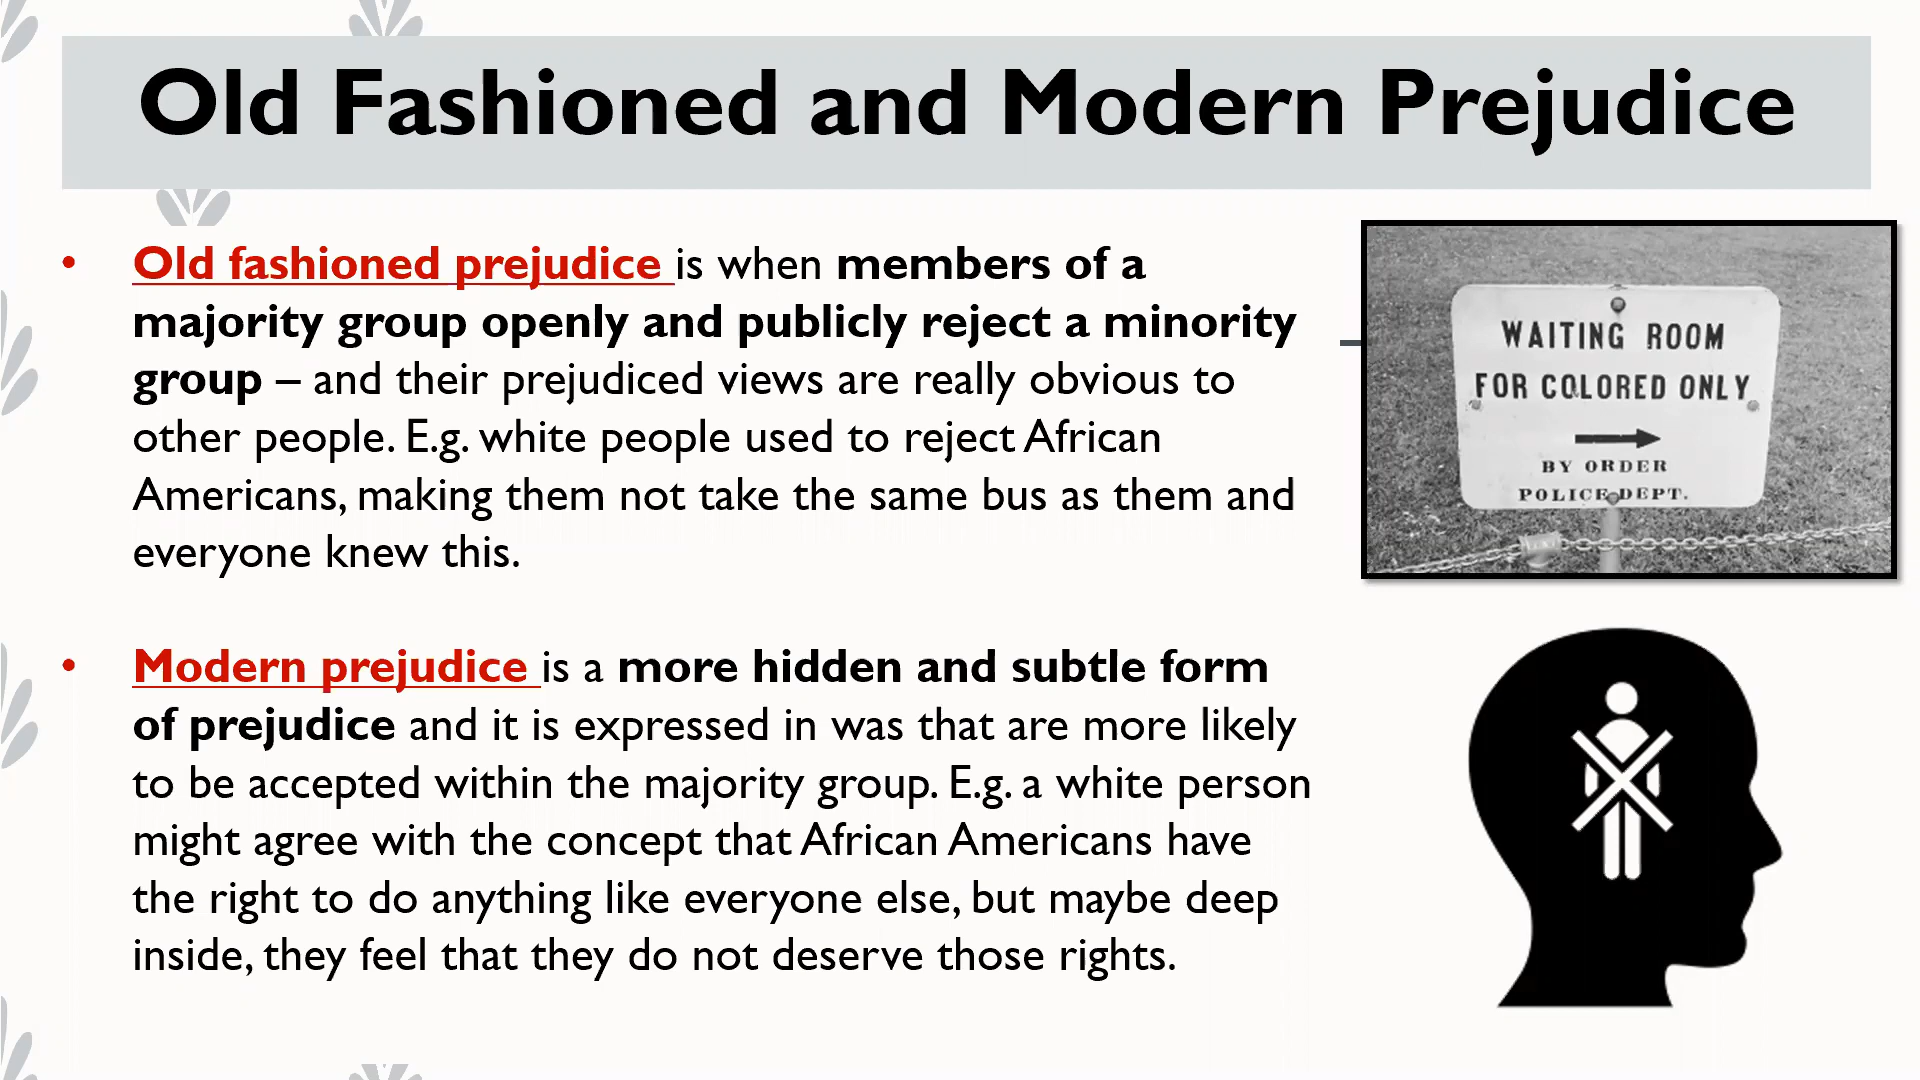 Old Fashioned and Modern Prejudice
• Old fashioned prejudice is when members of a
majority group openly and publicly reject a minority
group – and their prejudiced views are really obvious to
other people. E.g. white people used to reject African
Americans, making them not take the same bus as them and
everyone knew this.
WAITING ROOM
FOR COLORED ONLY
BY ORDER
POLICE DEPT.
• Modern prejudice is a more hidden and subtle form
of prejudice and it is expressed in was that are more likely
to be accepted within the majority group. E.g. a white person
might agree with the concept that African Americans have
the right to do anything like everyone else, but maybe deep
inside, they feel that they do not deserve those rights.